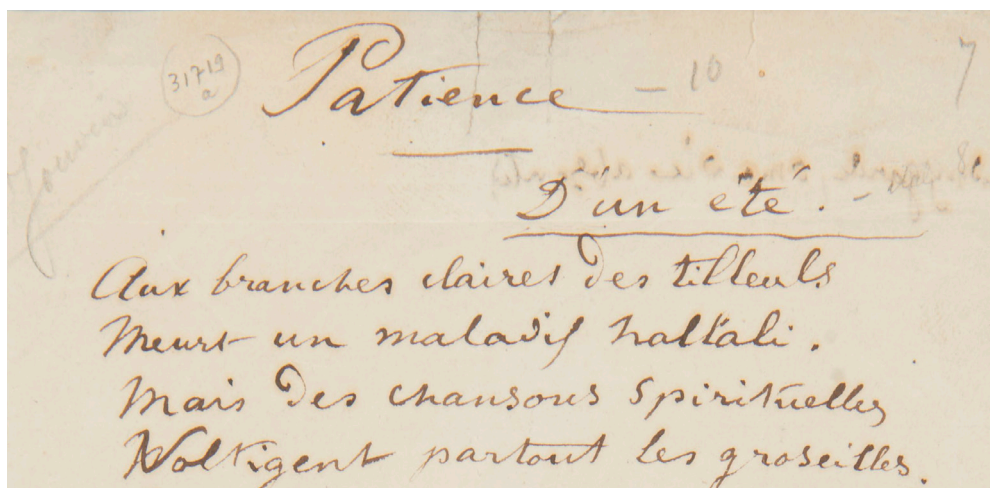 31719
a
Patience - 10
7
D'un été. -
Aux branches claires des tilleuls
Meurt un maladif hallali.
Mais des chansons spirituelles
Voltigent partout les groseilles.